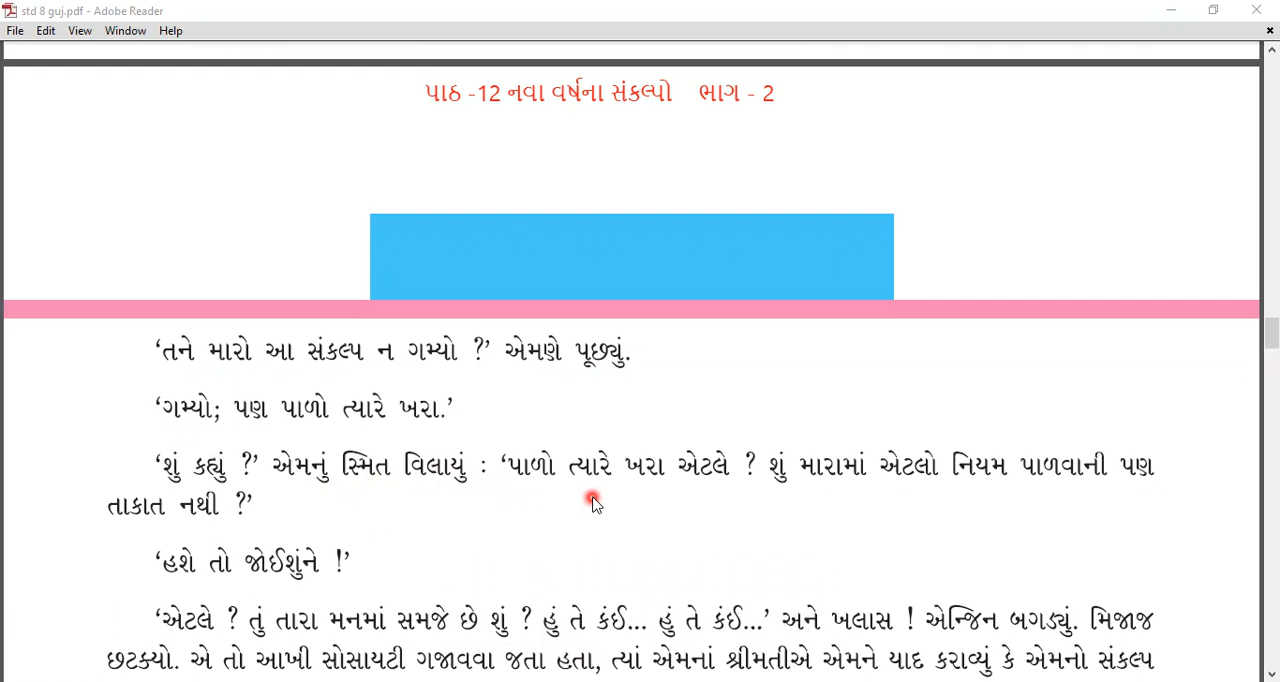 std 8 guj.pdf - Adobe Reader
File Edit View Window Help
પાઠ -12 નવા વર્ષના સંકલ્પો ભાગ - 2
‘તને મારો આ સંકલ્પ ન ગમ્યો ?’ એમણે પૂછ્યું.
‘ગમ્યો; પણ પાળો ત્યારે ખરા.’
‘શું કહ્યું ?’ એમનું સ્મિત વિલાયું : ‘પાળો ત્યારે ખરા એટલે ? શું મારામાં એટલો નિયમ પાળવાની પણ
તાકાત નથી ?’
‘હશે તો જોઈશુંને !’
‘એટલે ? તું તારા મનમાં સમજે છે શું ? હું તે કંઈ... હું તે કંઈ...’ અને ખલાસ ! એન્જિન બગડ્યું. મિજાજ
છટક્યો. એ તો આખી સોસાયટી ગજાવવા જતા હતા, ત્યાં એમનાં શ્રીમતીએ એમને યાદ કરાવ્યું કે એમનો સંકલ્પ